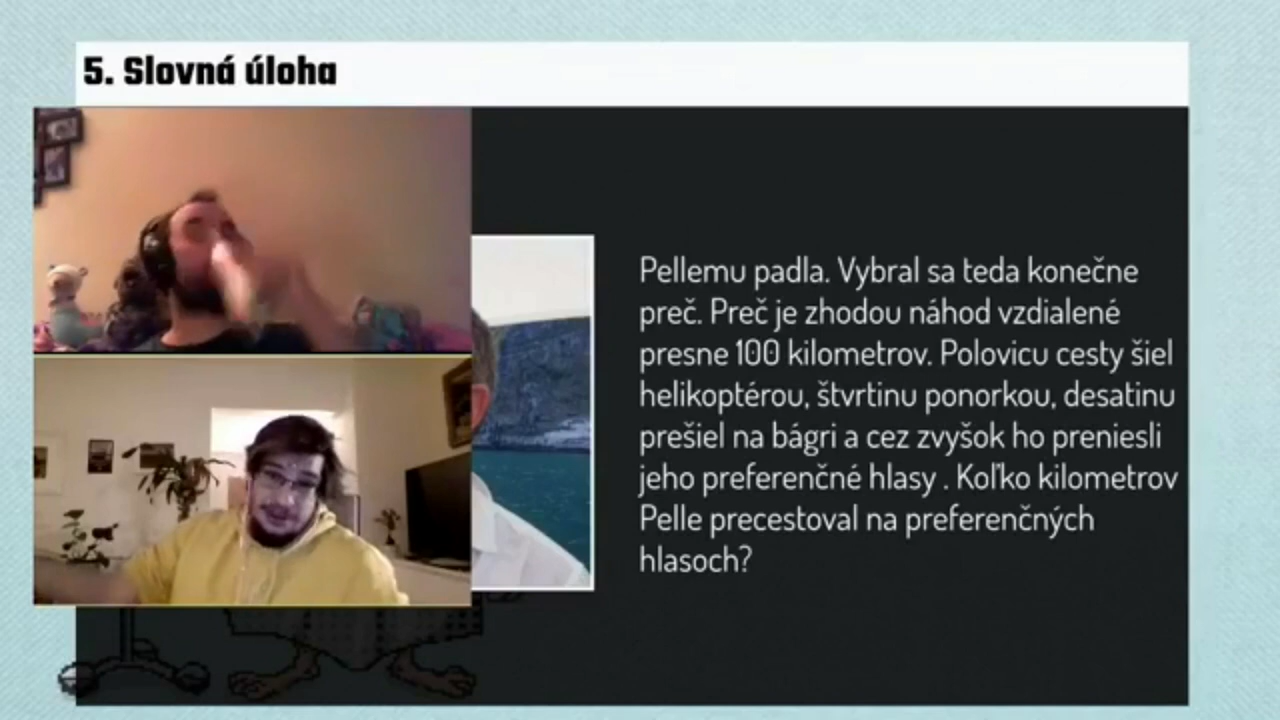 5. Slovná úloha
Pellemu padla. Vybral sa teda konečne
preč. Preč je zhodou náhod vzdialené
presne 100 kilometrov. Polovicu cesty šiel
helikoptérou, štvrtinu ponorkou, desatinu
prešiel na bágri a cez zvyšok ho preniesli
jeho preferenčné hlasy . Koľko kilometrov
Pelle precestoval na preferenčných
hlasoch?